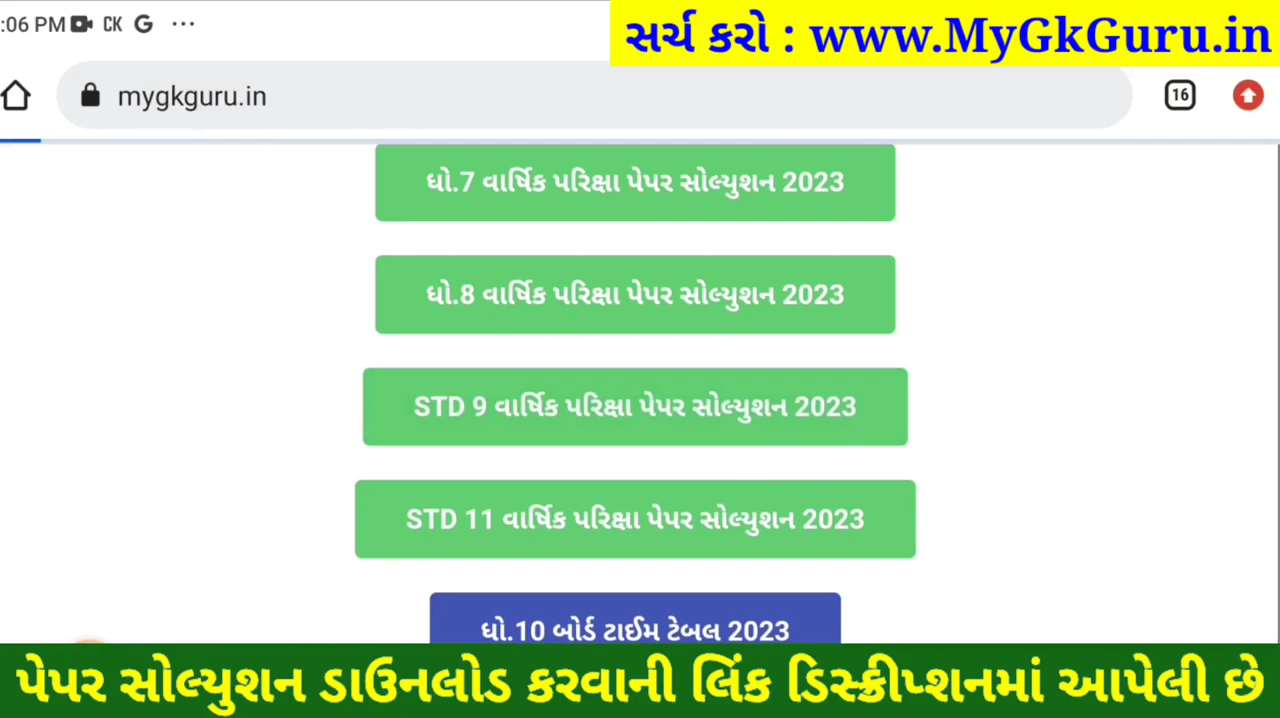 :06 PM CK G ...
સર્ચ કરો : www.MyGkGuru.in
mygkguru.in
16
ધો.7 વાર્ષિક પરિક્ષા પેપર સોલ્યુશન 2023
ધો.8 વાર્ષિક પરિક્ષા પેપર સોલ્યુશન 2023
STD 9 વાર્ષિક પરિક્ષા પેપર સોલ્યુશન 2023
STD 11 વાર્ષિક પરિક્ષા પેપર સોલ્યુશન 2023
ધો.10 બોર્ડ ટાઈમ ટેબલ 2023
પેપર સોલ્યુશન ડાઉનલોડ કરવાની લિંક ડિસ્ક્રીપ્શનમાં આપેલી છે